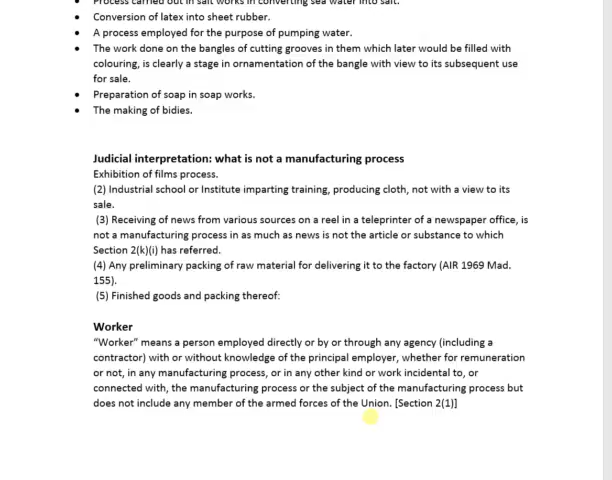 Process carried out in salt works in converting sea water into salt.
• Conversion of latex into sheet rubber.
• A process employed for the purpose of pumping water.
• The work done on the bangles of cutting grooves in them which later would be filled with
colouring, is clearly a stage in ornamentation of the bangle with view to its subsequent use
for sale.
• Preparation of soap in soap works.
• The making of bidies.
Judicial interpretation: what is not a manufacturing process
Exhibition of films process.
(2) Industrial school or Institute imparting training, producing cloth, not with a view to its
sale.
(3) Receiving of news from various sources on a reel in a teleprinter of a newspaper office, is
not a manufacturing process in as much as news is not the article or substance to which
Section 2(k)(i) has referred.
(4) Any preliminary packing of raw material for delivering it to the factory (AIR 1969 Mad.
155).
(5) Finished goods and packing thereof:
Worker
“Worker” means a person employed directly or by or through any agency (including a
contractor) with or without knowledge of the principal employer, whether for remuneration
or not, in any manufacturing process, or in any other kind or work incidental to, or
connected with, the manufacturing process or the subject of the manufacturing process but
does not include any member of the armed forces of the Union. [Section 2(1)]